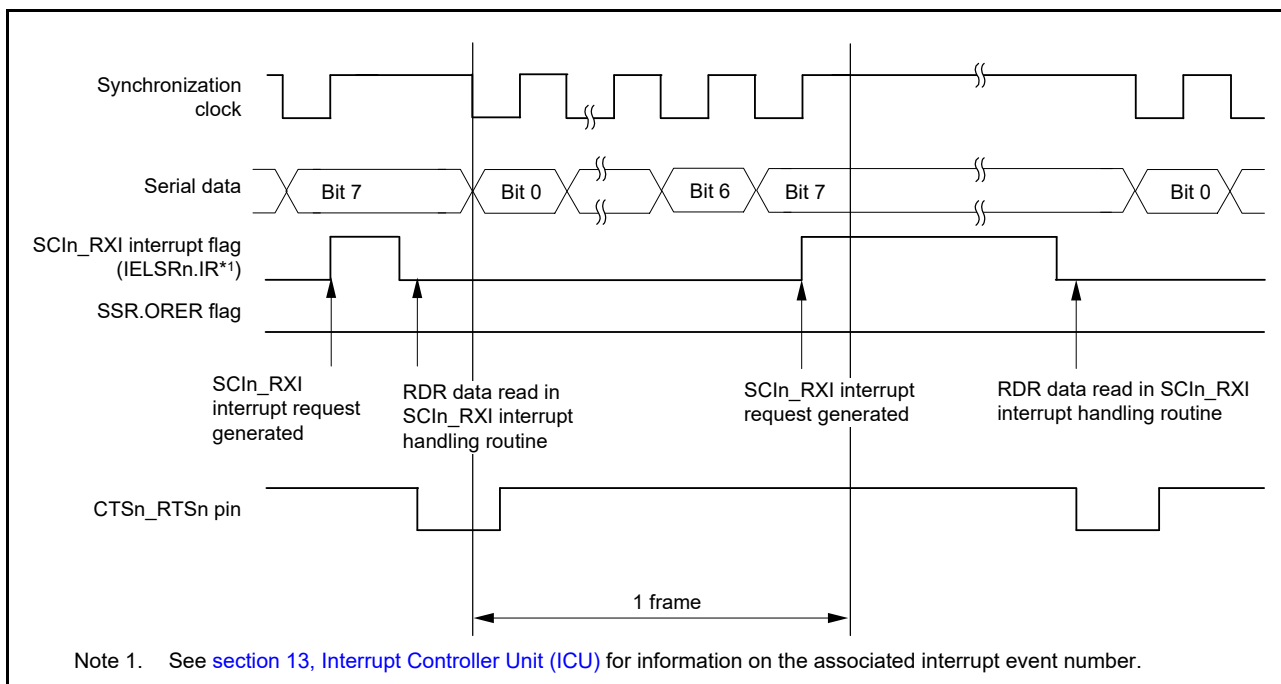 Synchronization
clock
Serial data
Bit 7
Bit 0
Bit 6
Bit 7
Bit 0
SCIn_RXI interrupt flag
(IELSRn.IR*1)
SSR.ORER flag
SCIn_RXI
interrupt request
generated
RDR data read in
SCIn_RXI interrupt
handling routine
SCIn_RXI interrupt
request generated
RDR data read in SCIn_RXI
interrupt handling routine
CTSn_RTSn pin
1 frame
Note 1. See section 13, Interrupt Controller Unit (ICU) for information on the associated interrupt event number.